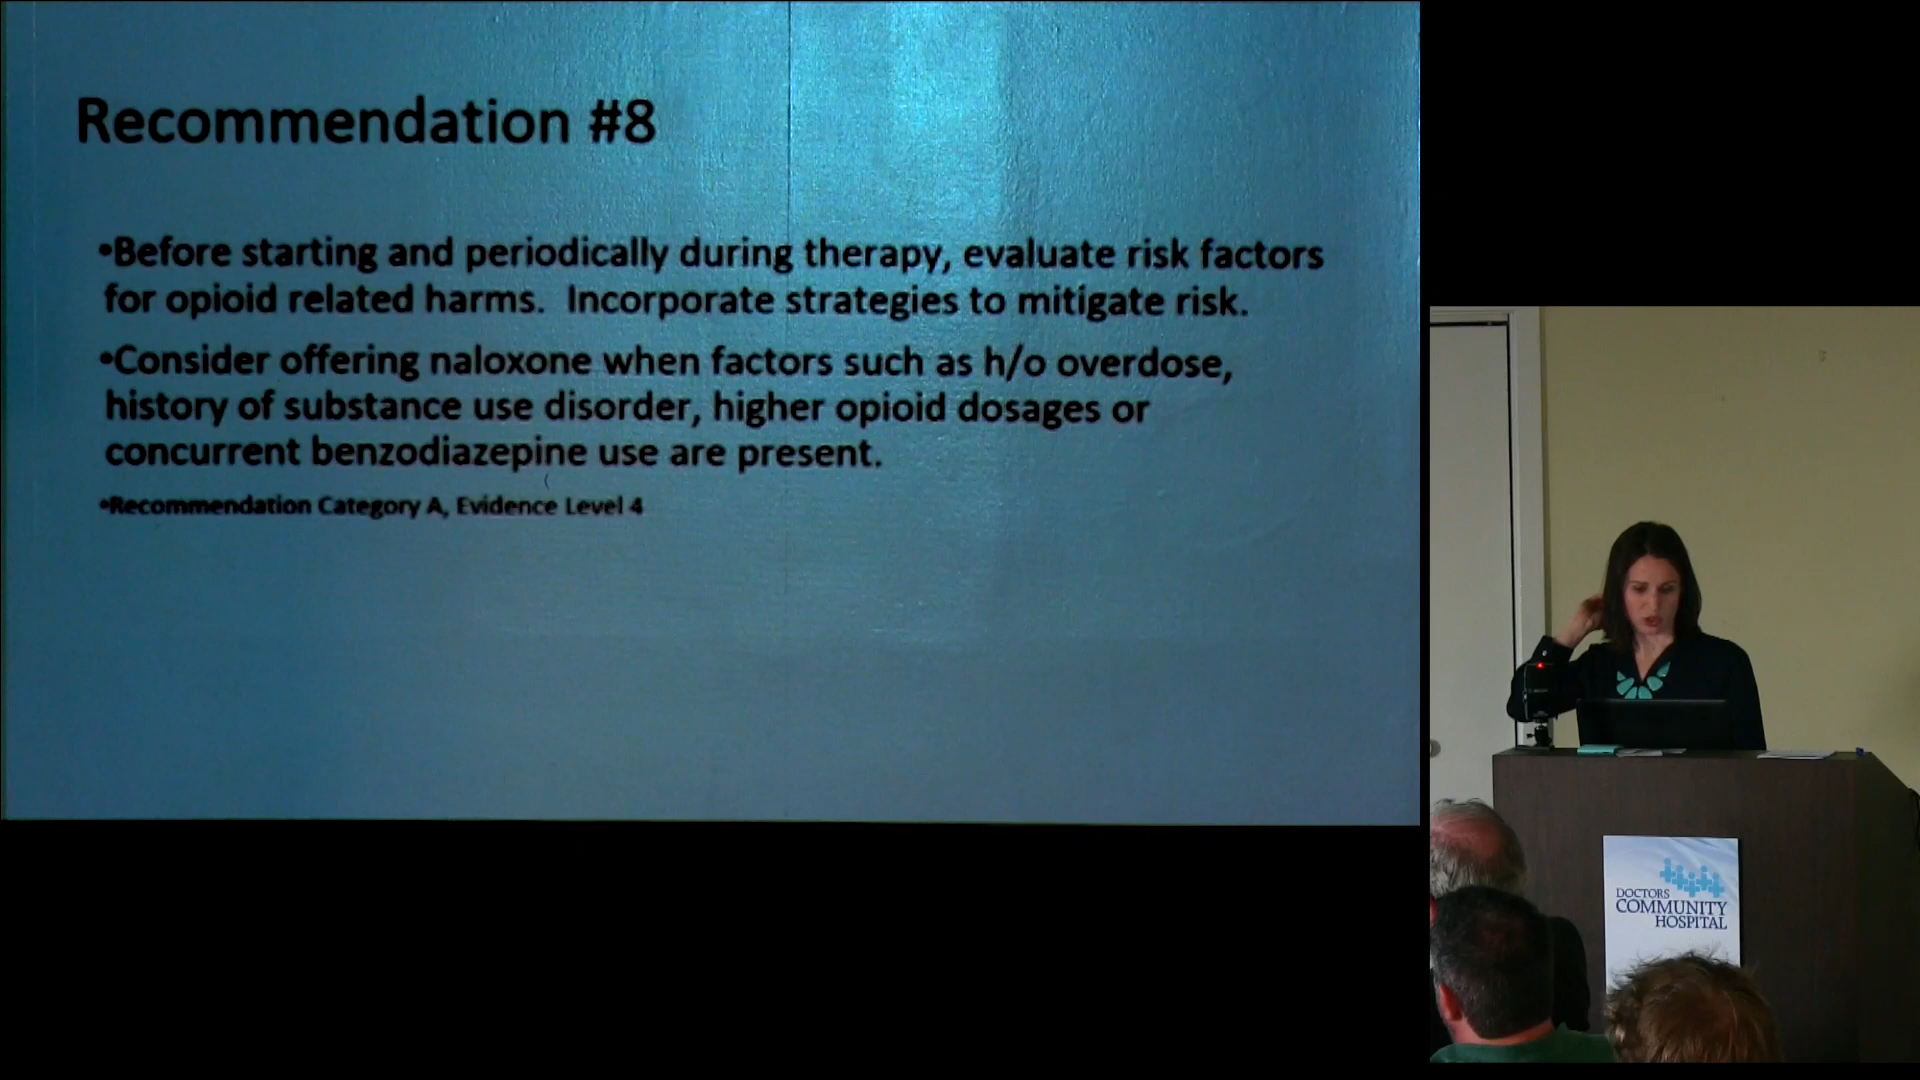 Recommendation #8
•Before starting and periodically during therapy, evaluate risk factors
for opioid related harms.  Incorporate strategies to mitigate risk.
•Consider offering naloxone when factors such as h/o overdose,
history of substance use disorder, higher opioid dosages or
concurrent benzodiazepine use are present.
•Recommendation Category A, Evidence Level 4
DOCTORS
COMMUNITY
HOSPITAL